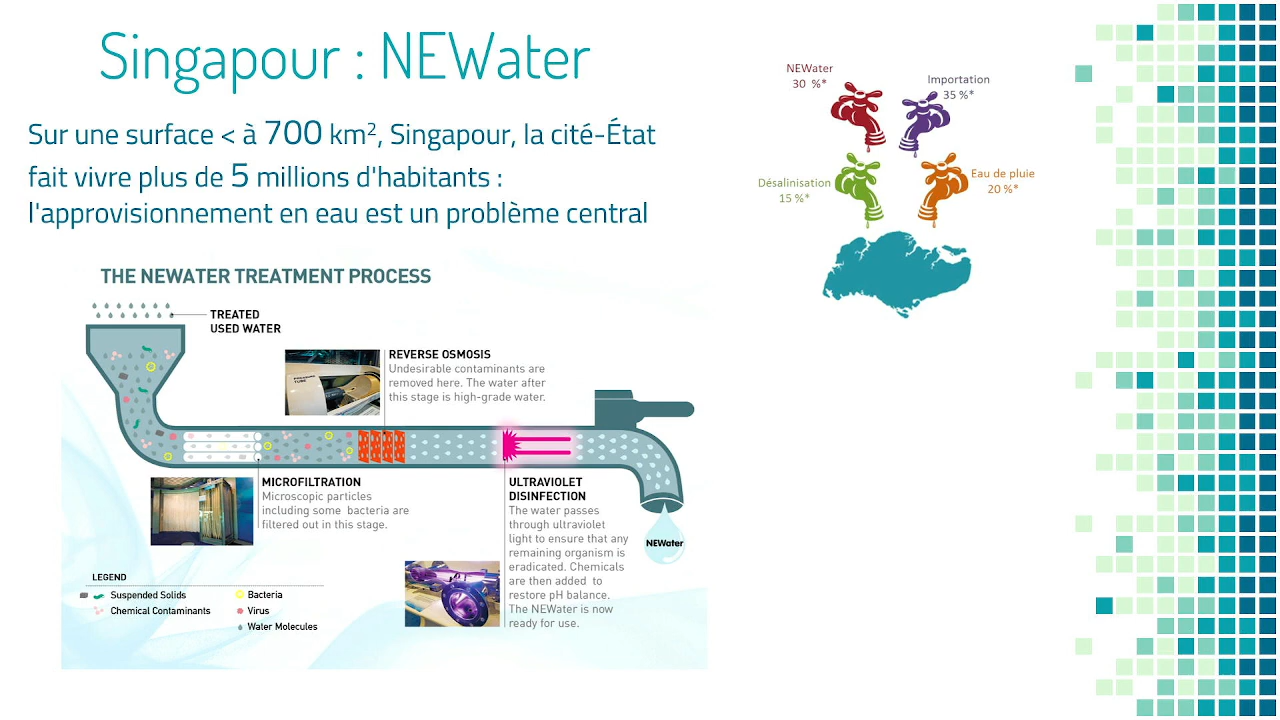 Singapour : NEWater
Sur une surface < à 700 km², Singapour, la cité-État
fait vivre plus de 5 millions d'habitants :
l'approvisionnement en eau est un problème central
NEWater
30 %*
Importation
35 %*
Désalinisation
15 %*
Eau de pluie
20 %*
THE NEWATER TREATMENT PROCESS
TREATED
USED WATER
REVERSE OSMOSIS
Undesirable contaminants are
removed here. The water after
this stage is high-grade water.
MICROFILTRATION
Microscopic particles
including some bacteria are
filtered out in this stage.
ULTRAVIOLET
DISINFECTION
The water passes
through ultraviolet
light to ensure that any
remaining organism is
eradicated. Chemicals
are then added to
restore pH balance.
The NEWater is now
ready for use.
NEWater
LEGEND
Suspended Solids
Chemical Contaminants
Bacteria
Virus
Water Molecules